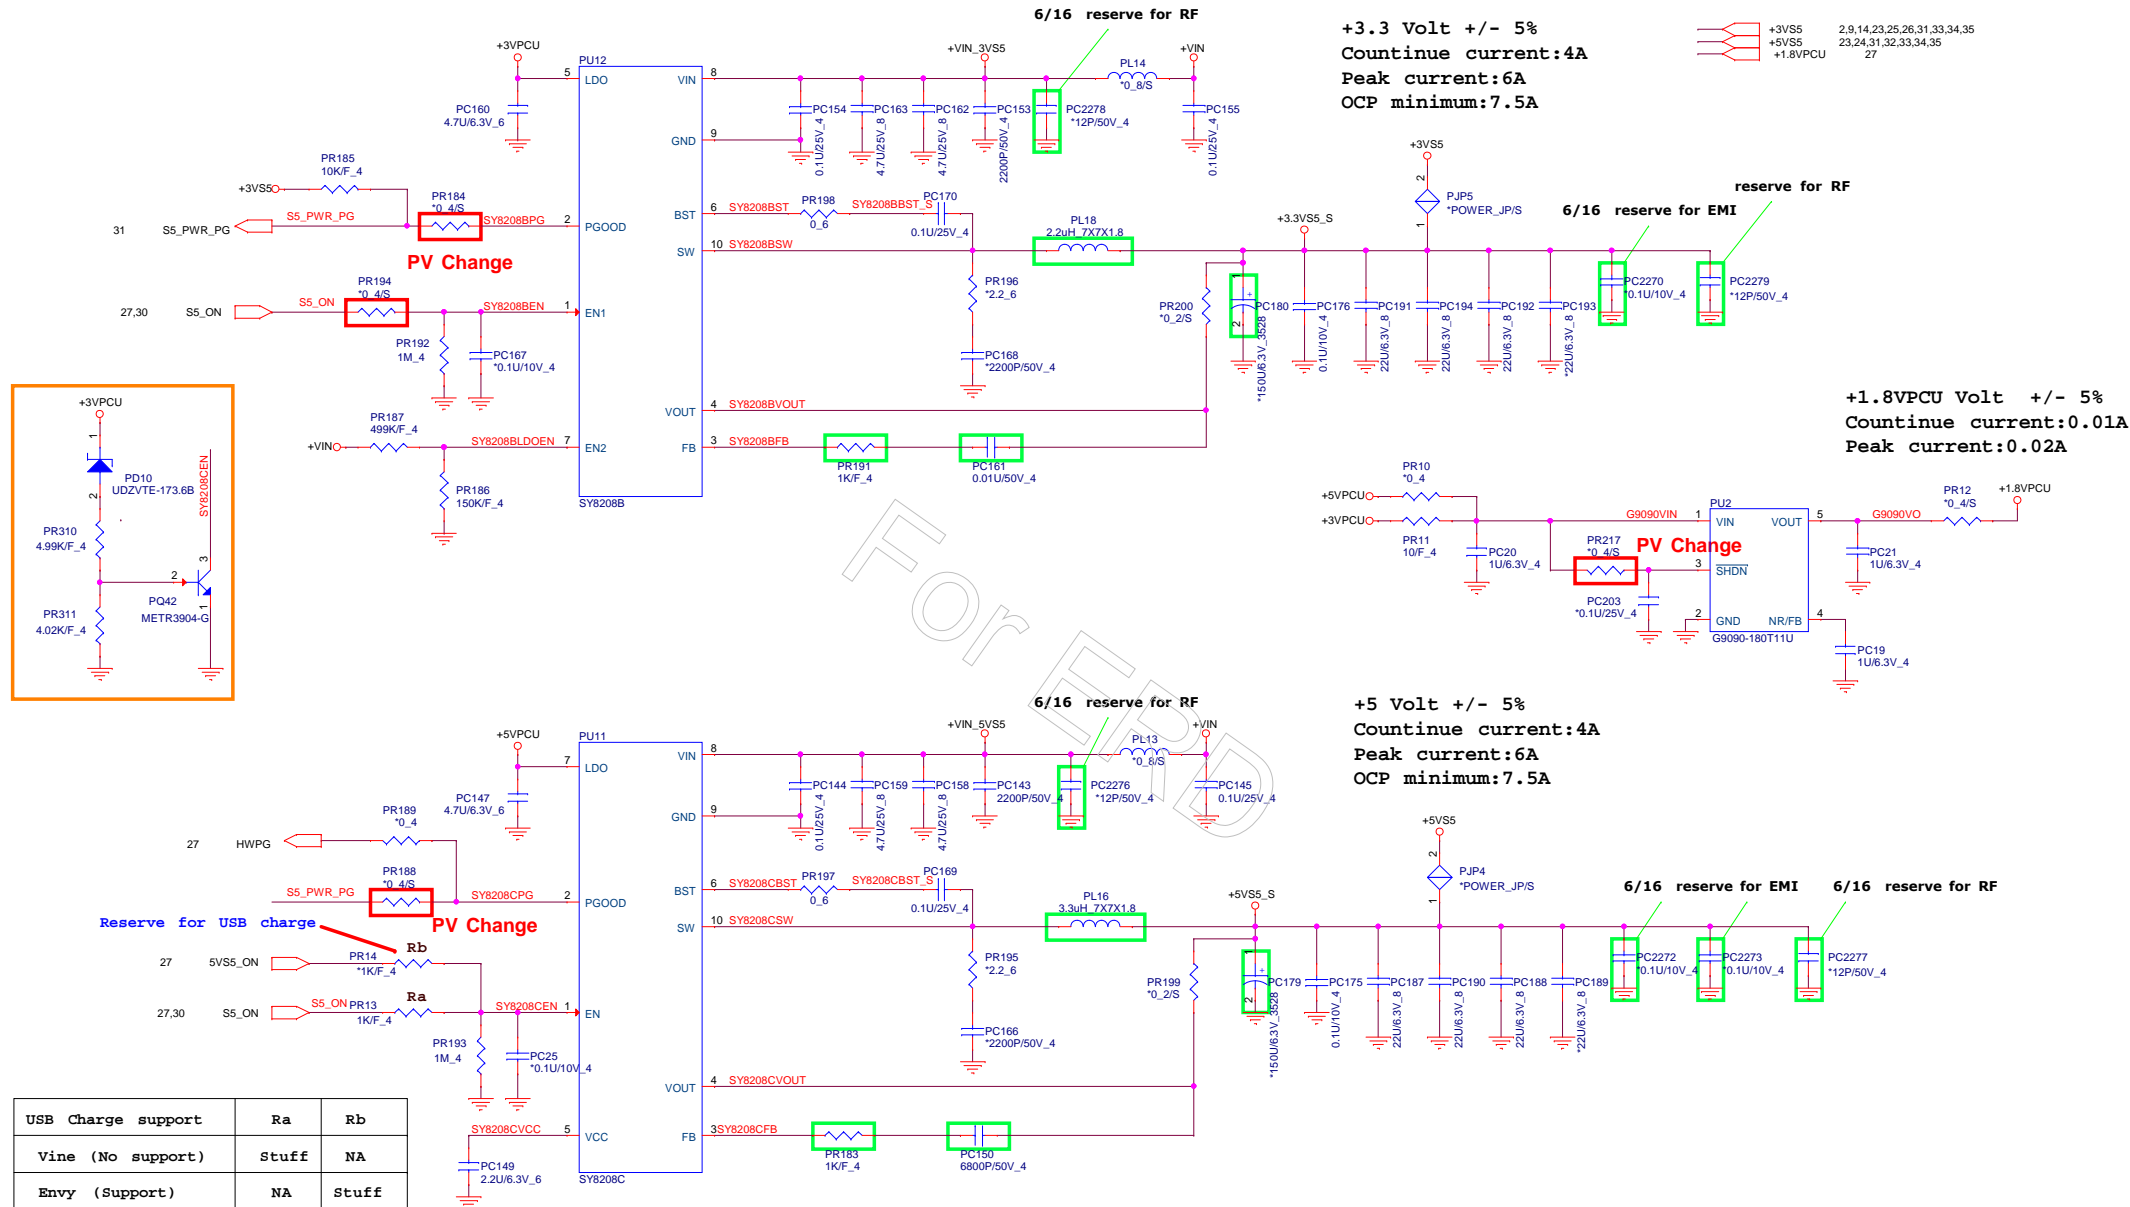 6/16 reserve for RF
+3.3 Volt +/- 5%
Countinue current:4A
Peak current:6A
OCP minimum:7.5A
+3VS5 2,9,14,23,25,26,31,33,34,35
+5VS5 23,24,31,32,33,34,35
+1.8VPCU 27
+3VPCU
PU12
5 LDO
PC160
4.7U/6.3V_6
VIN 8
GND 9
+VIN_3VS5
+VIN
PL14
*0_8/S
PC154
0.1U/25V_4
PC163
4.7U/25V_8
PC162
4.7U/25V_8
PC153
2200P/50V_4
PC2278
*12P/50V_4
PC155
0.1U/25V_4
PR185
10K/F_4
+3VS5
PR184
*0_4/S
S5_PWR_PG
SY8208BPG
2 PGOOD
31 S5_PWR_PG
PV Change
BST 6
SY8208BST
PR198
0_6
SY8208BBST_S
PC170
0.1U/25V_4
SW 10
SY8208BSW
PL18
2.2uH_7X7X1.8
PR196
*2.2_6
PC168
*2200P/50V_4
+3VS5
2
PJP5
*POWER_JP/S
1
reserve for RF
6/16 reserve for EMI
+3.3VS5_S
PR200
*0_2/S
1
2
+
PC180
*150U/6.3V_3528
PC176
0.1U/10V_4
PC191
22U/6.3V_8
PC194
22U/6.3V_8
PC192
22U/6.3V_8
PC193
*22U/6.3V_8
PC2270
*0.1U/10V_4
PC2279
*12P/50V_4
PR194
*0_4/S
27,30 S5_ON
S5_ON
SY8208BEN
1 EN1
PR192
1M_4
PC167
*0.1U/10V_4
PR187
499K/F_4
+VIN
SY8208BLDOEN
7 EN2
PR186
150K/F_4
VOUT 4
SY8208BVOUT
FB 3
SY8208BFB
PR191
1K/F_4
PC161
0.01U/50V_4
SY8208B
+3VPCU
1
PD10
UDZVTE-173.6B
2
SY8208CEN
PR310
4.99K/F_4
3
2
PQ42
METR3904-G
1
PR311
4.02K/F_4
+1.8VPCU Volt +/- 5%
Countinue current:0.01A
Peak current:0.02A
PR10
*0_4
+5VPCU
+3VPCU
PR11
10/F_4
PC20
1U/6.3V_4
G9090VIN
PU2
1 VIN
VOUT 5
G9090VO
PR12
*0_4/S
+1.8VPCU
PC21
1U/6.3V_4
PR217
*0_4/S
PV Change
3 SHDN
PC203
*0.1U/25V_4
2 GND
NR/FB 4
G9090-180T11U
PC19
1U/6.3V_4
For ERD
6/16 reserve for RF
+5 Volt +/- 5%
Countinue current:4A
Peak current:6A
OCP minimum:7.5A
+5VPCU
PU11
7 LDO
PC147
4.7U/6.3V_6
VIN 8
GND 9
+VIN_5VS5
+VIN
PL13
*0_8/S
PC144
0.1U/25V_4
PC159
4.7U/25V_8
PC158
4.7U/25V_8
PC143
2200P/50V_4
PC2276
*12P/50V_4
PC145
0.1U/25V_4
PR189
*0_4
27 HWPG
PR188
*0_4/S
S5_PWR_PG
SY8208CPG
2 PGOOD
PV Change
BST 6
SY8208CBST
PR197
0_6
SY8208CBST_S
PC169
0.1U/25V_4
SW 10
SY8208CSW
PL16
3.3uH_7X7X1.8
PR195
*2.2_6
PC166
*2200P/50V_4
+5VS5
2
PJP4
*POWER_JP/S
1
6/16 reserve for EMI
6/16 reserve for RF
+5VS5_S
PR199
*0_2/S
1
2
+
PC179
*150U/6.3V_3528
PC175
0.1U/10V_4
PC187
22U/6.3V_8
PC190
22U/6.3V_8
PC188
22U/6.3V_8
PC189
*22U/6.3V_8
PC2272
*0.1U/10V_4
PC2273
*0.1U/10V_4
PC2277
*12P/50V_4
Reserve for USB charge
Rb
27 5VS5_ON
PR14
*1K/F_4
Ra
27,30 S5_ON
S5_ON
PR13
1K/F_4
SY8208CEN
1 EN
PR193
1M_4
PC25
*0.1U/10V_4
VOUT 4
SY8208CVOUT
SY8208CVCC
5 VCC
PC149
2.2U/6.3V_6
FB 3
SY8208CFB
PR183
1K/F_4
PC150
6800P/50V_4
SY8208C
USB Charge support Ra Rb
Vine (No support) Stuff NA
Envy (Support) NA Stuff